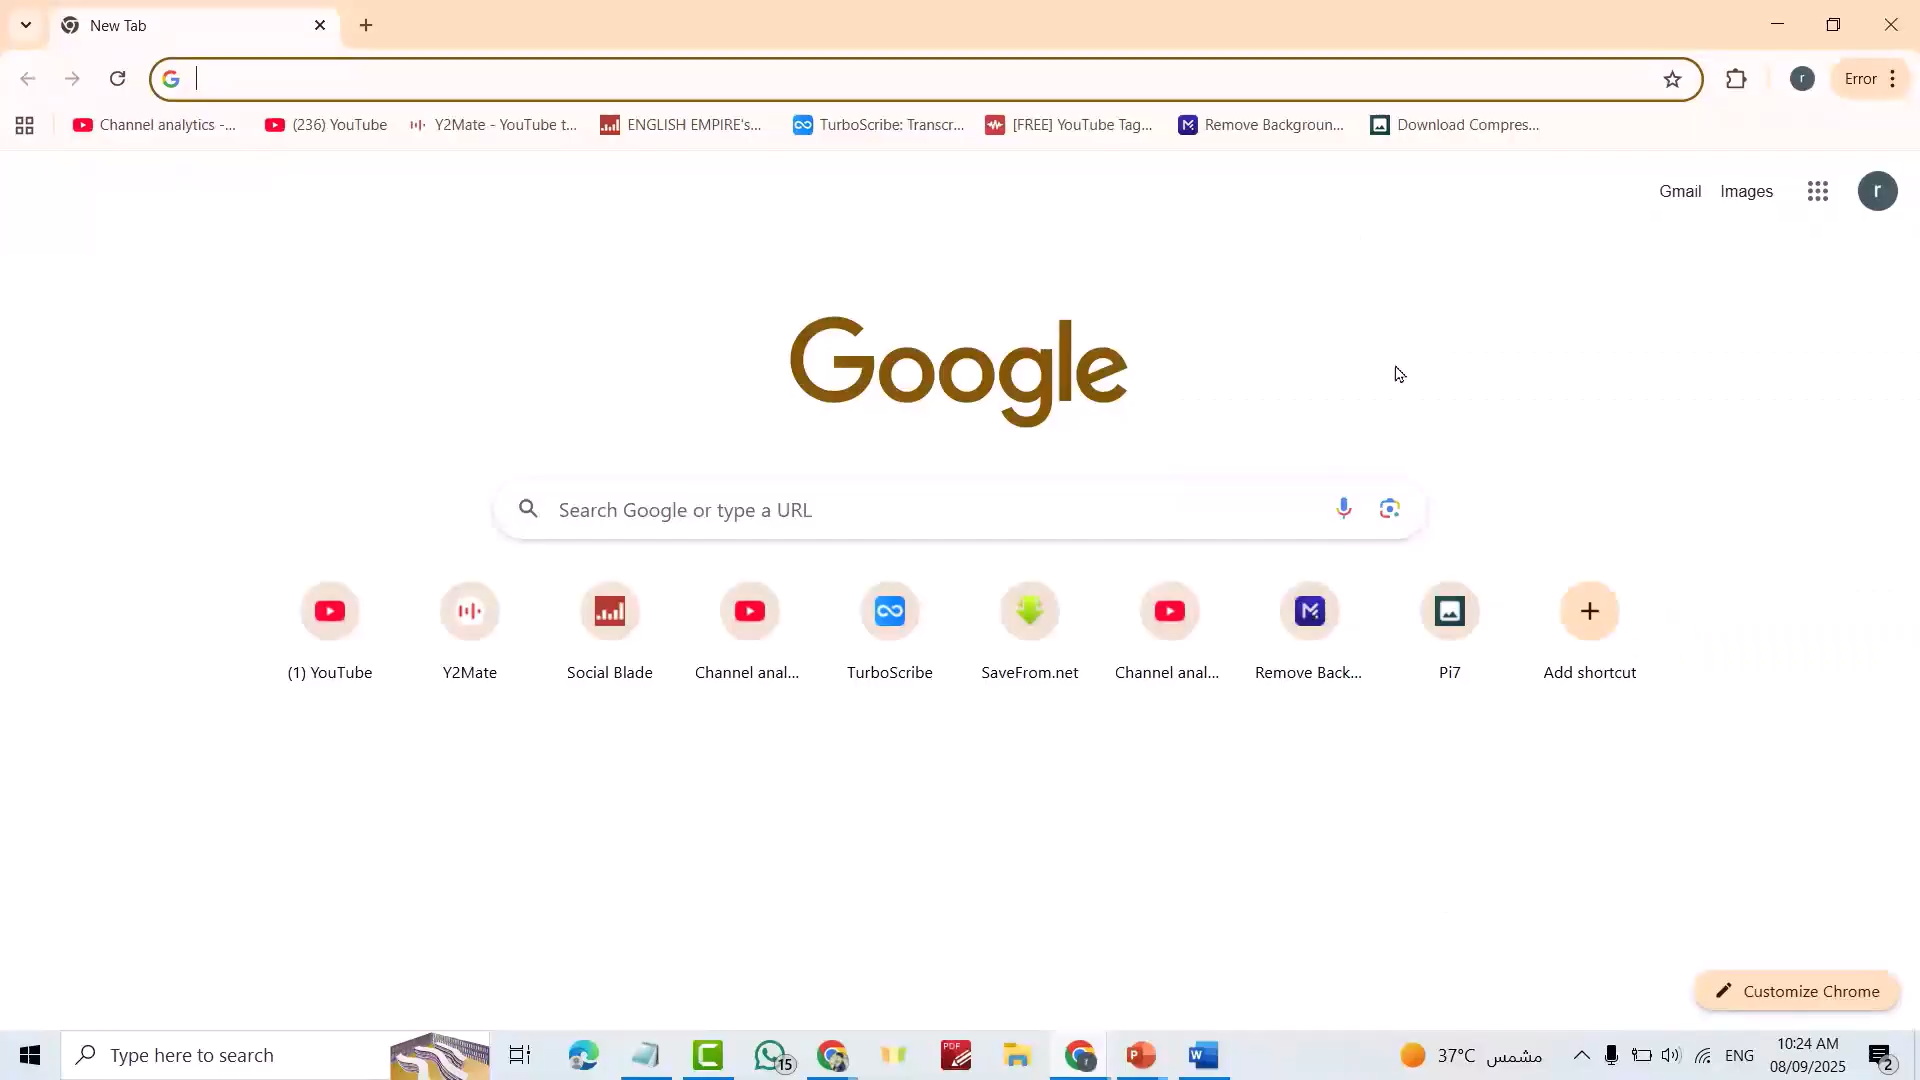 New Tab
Error
Channel analytics -...
(236) YouTube
Y2Mate - YouTube t...
ENGLISH EMPIRE's...
TurboScribe: Transcr...
[FREE] YouTube Tag...
Remove Backgroun...
Download Compres...
Gmail
Images
r
r
Google
Search Google or type a URL
(1) YouTube
Y2Mate
Social Blade
Channel anal...
TurboScribe
SaveFrom.net
Channel anal...
Remove Back...
Pi7
Add shortcut
Customize Chrome
Type here to search
15
PDF
37°C مشمس
ENG
10:24 AM
08/09/2025
2